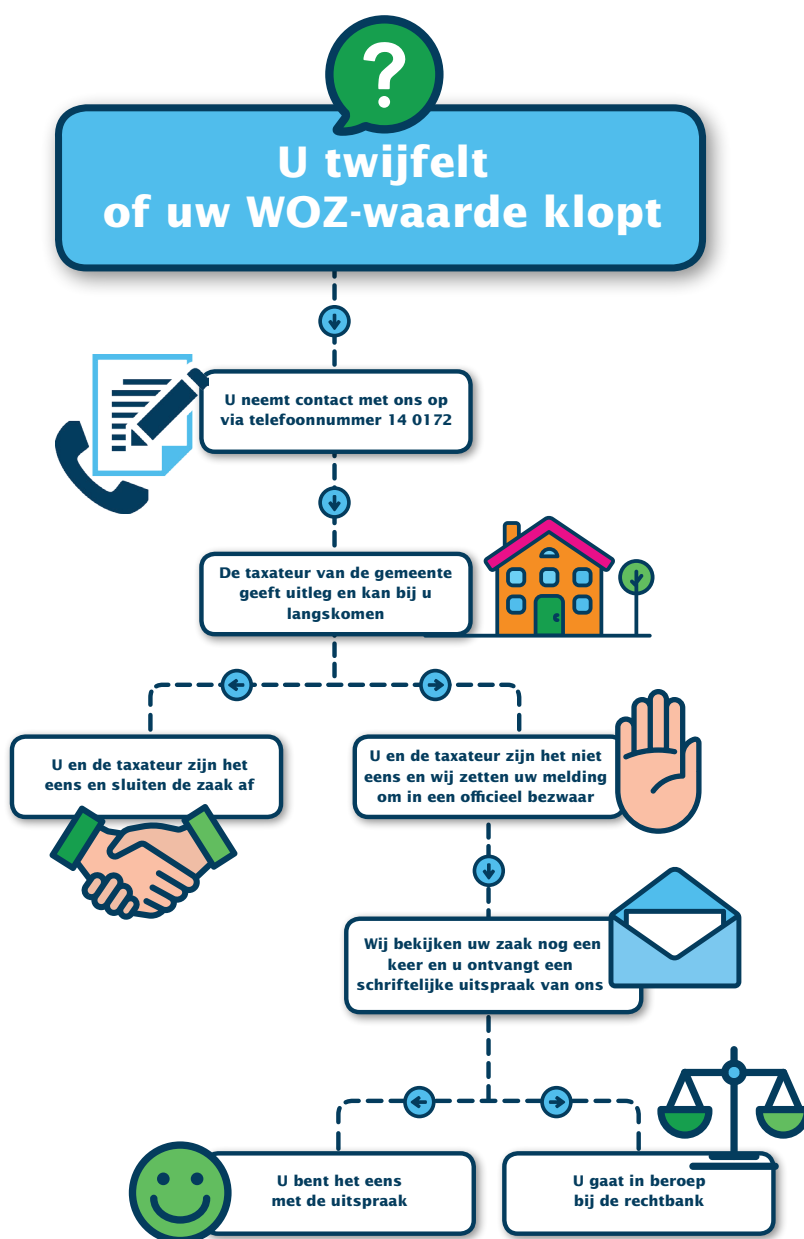 ?
U twijfelt
of uw WOZ-waarde klopt
U neemt contact met ons op
via telefoonnummer 14 0172
De taxateur van de gemeente
geeft uitleg en kan bij u
langskomen
U en de taxateur zijn het
eens en sluiten de zaak af
U en de taxateur zijn het niet
eens en wij zetten uw melding
om in een officieel bezwaar
Wij bekijken uw zaak nog een
keer en u ontvangt een
schriftelijke uitspraak van ons
U bent het eens
met de uitspraak
U gaat in beroep
bij de rechtbank